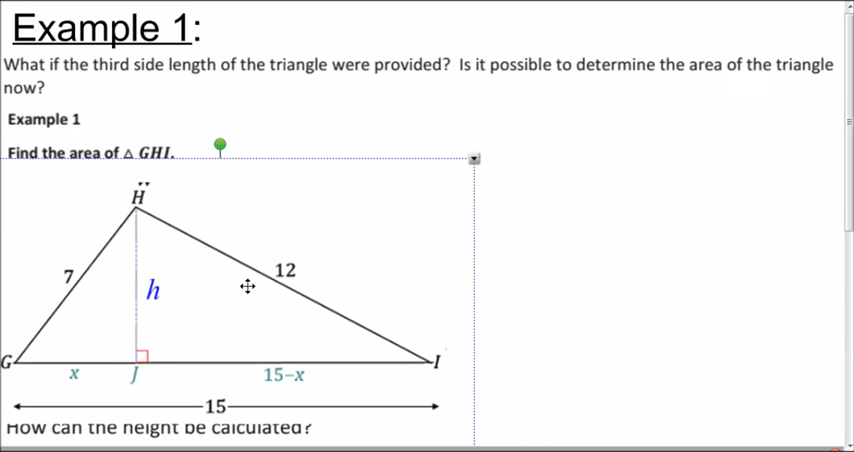 Example 1:
What if the third side length of the triangle were provided? Is it possible to determine the area of the triangle
now?
Example 1
Find the area of △ GHI.
H
7
12
h
G
x
J
15−x
I
15
How can the height be calculated?